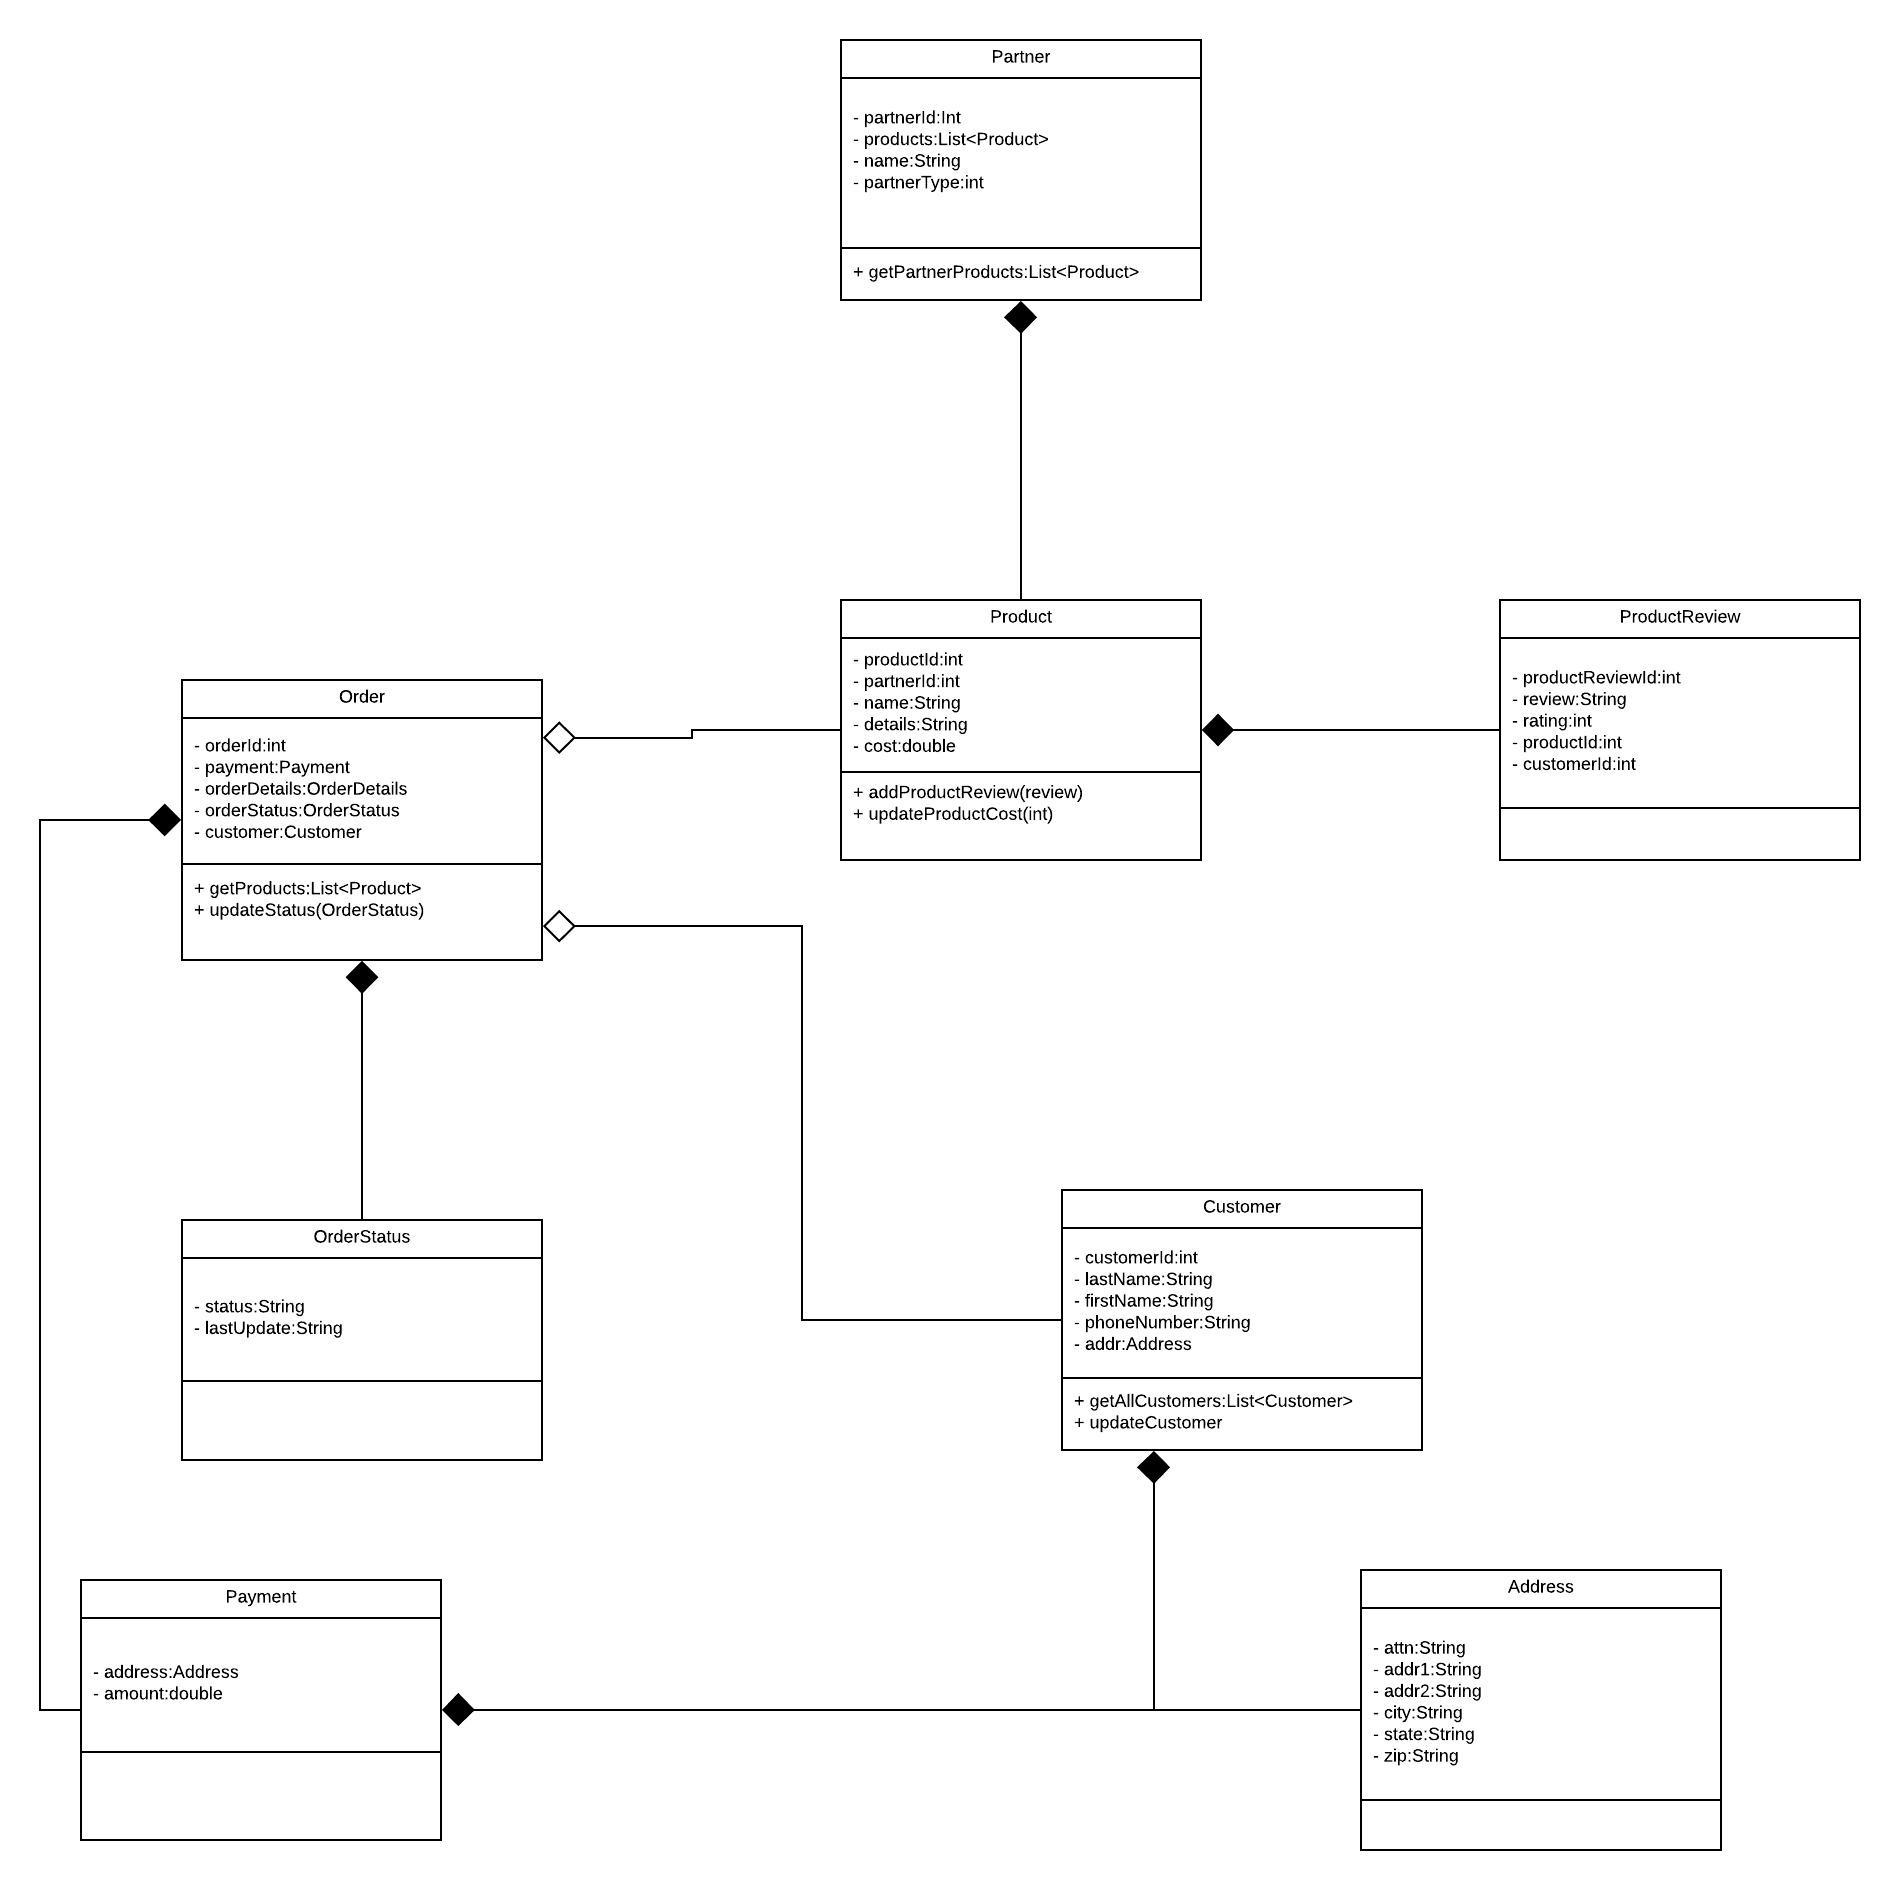 Partner
- partnerId:Int
- products:List<Product>
- name:String
- partnerType:int
+ getPartnerProducts:List<Product>
Product
- productId:int
- partnerId:int
- name:String
- details:String
- cost:double
+ addProductReview(review)
+ updateProductCost(int)
ProductReview
- productReviewId:int
- review:String
- rating:int
- productId:int
- customerId:int
Order
- orderId:int
- payment:Payment
- orderDetails:OrderDetails
- orderStatus:OrderStatus
- customer:Customer
+ getProducts:List<Product>
+ updateStatus(OrderStatus)
OrderStatus
- status:String
- lastUpdate:String
Customer
- customerId:int
- lastName:String
- firstName:String
- phoneNumber:String
- addr:Address
+ getAllCustomers:List<Customer>
+ updateCustomer
Payment
- address:Address
- amount:double
Address
- attn:String
- addr1:String
- addr2:String
- city:String
- state:String
- zip:String